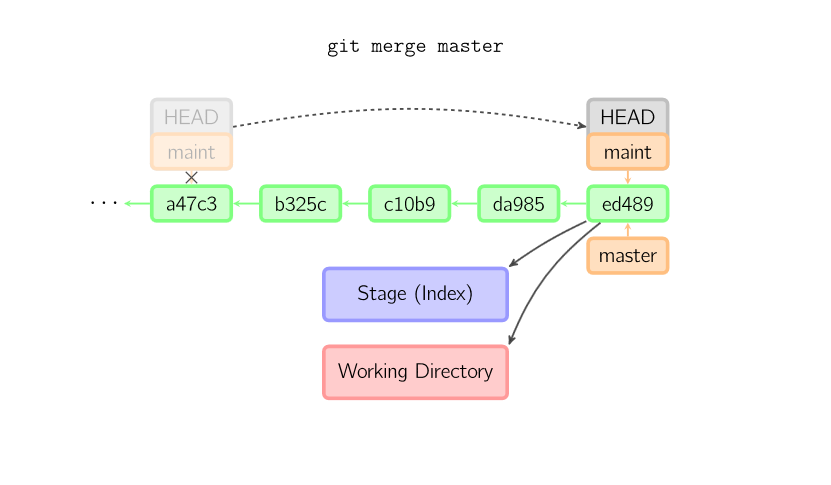 git merge master
HEAD HEAD
maint maint
... a47c3 b325c c10b9 da985 ed489
master
Stage (Index)
Working Directory